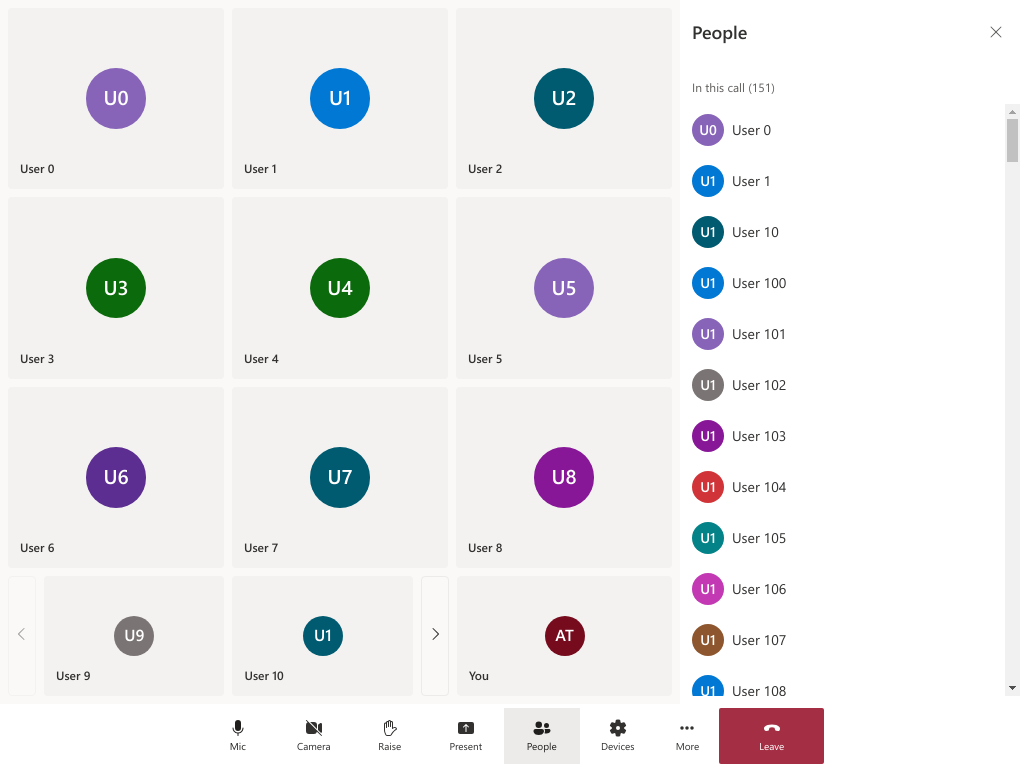 U0
User 0
U1
User 1
U2
User 2
U3
User 3
U4
User 4
U5
User 5
U6
User 6
U7
User 7
U8
User 8
U9
User 9
U1
User 10
AT
You
People
In this call (151)
U0 User 0
U1 User 1
U1 User 10
U1 User 100
U1 User 101
U1 User 102
U1 User 103
U1 User 104
U1 User 105
U1 User 106
U1 User 107
U1 User 108
Mic
Camera
Raise
Present
People
Devices
More
Leave